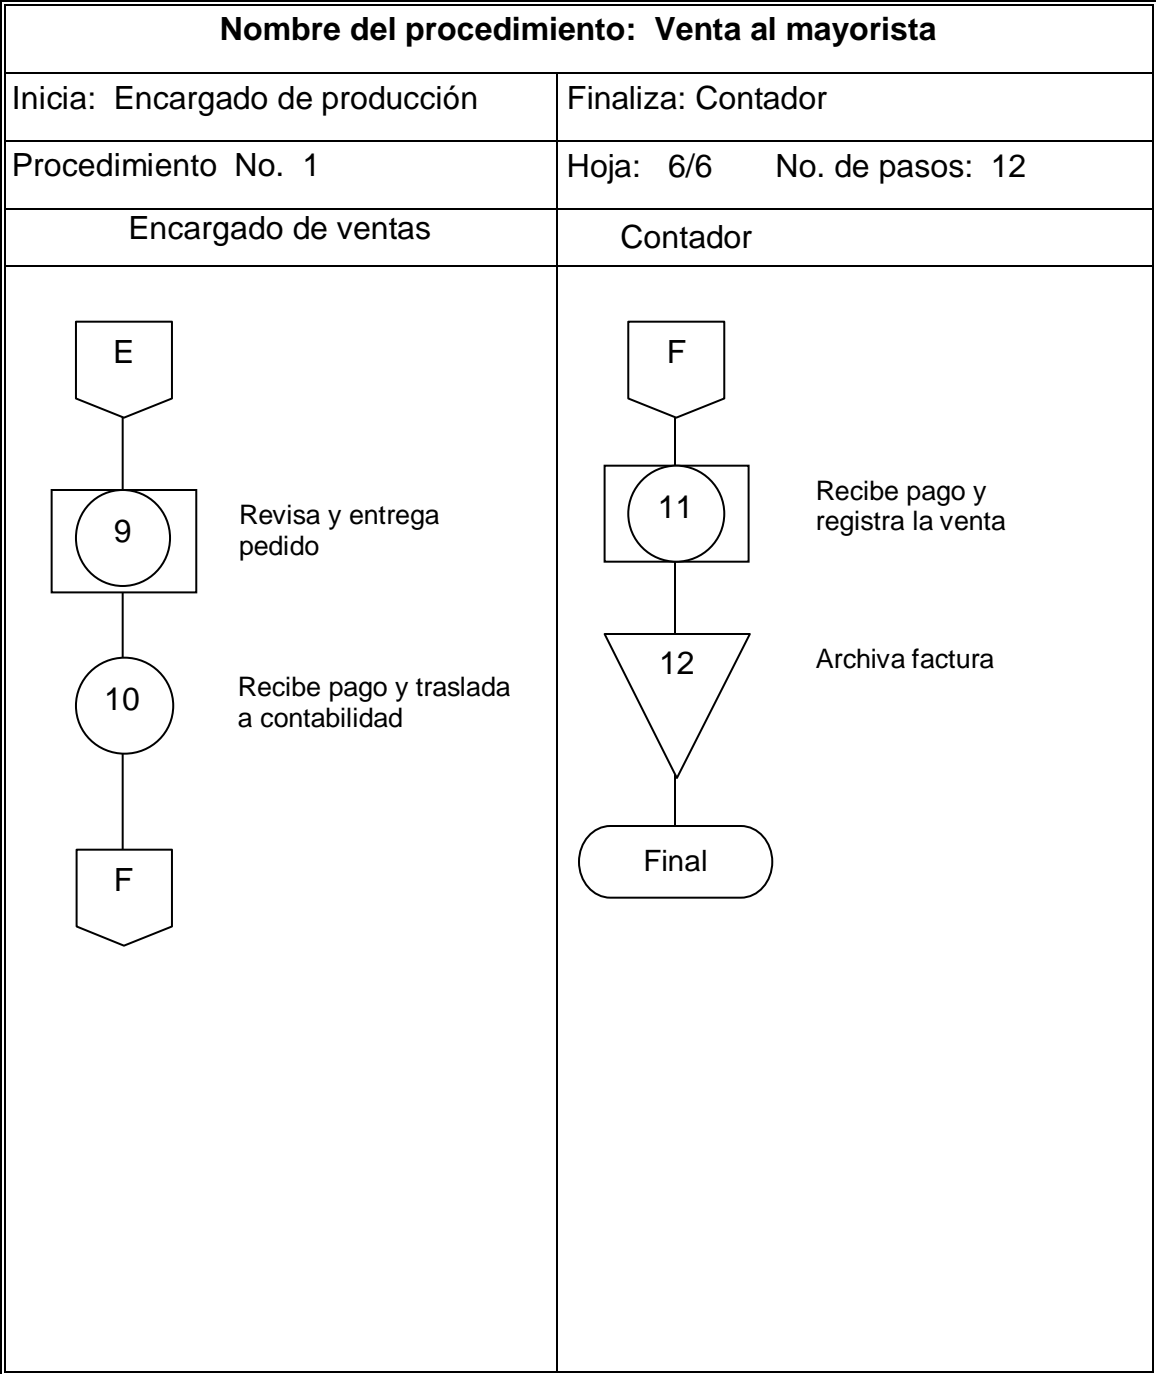 Nombre del procedimiento: Venta al mayorista
Inicia: Encargado de producción
Finaliza: Contador
Procedimiento No. 1
Hoja: 6/6 No. de pasos: 12
Encargado de ventas
Contador
E
9
Revisa y entrega
pedido
10
Recibe pago y traslada
a contabilidad
F
F
11
Recibe pago y
registra la venta
12
Archiva factura
Final